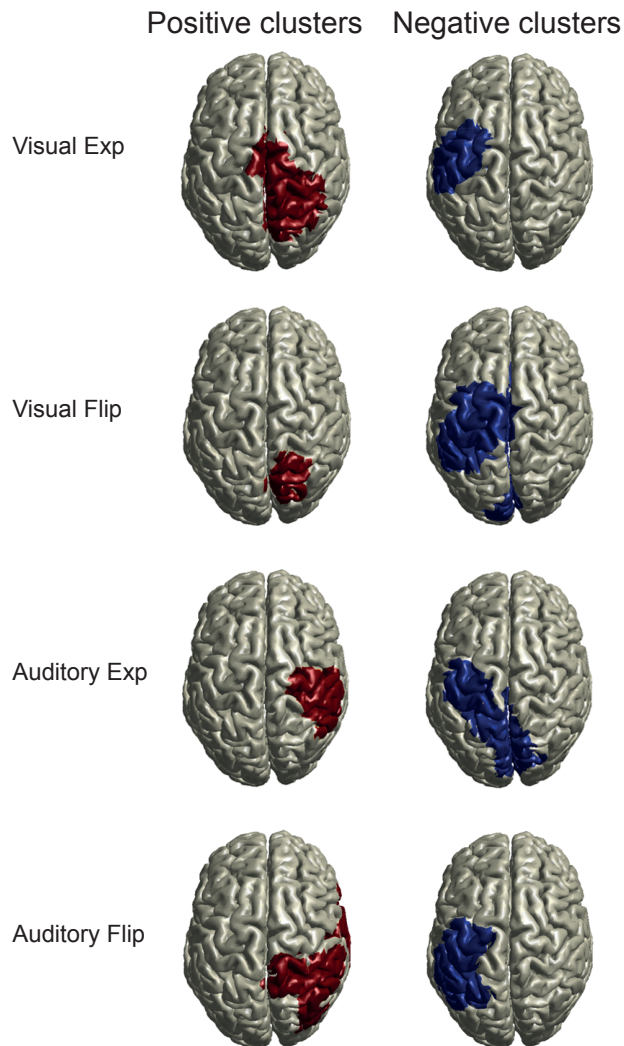 Positive clusters Negative clusters
Visual Exp
Visual Flip
Auditory Exp
Auditory Flip